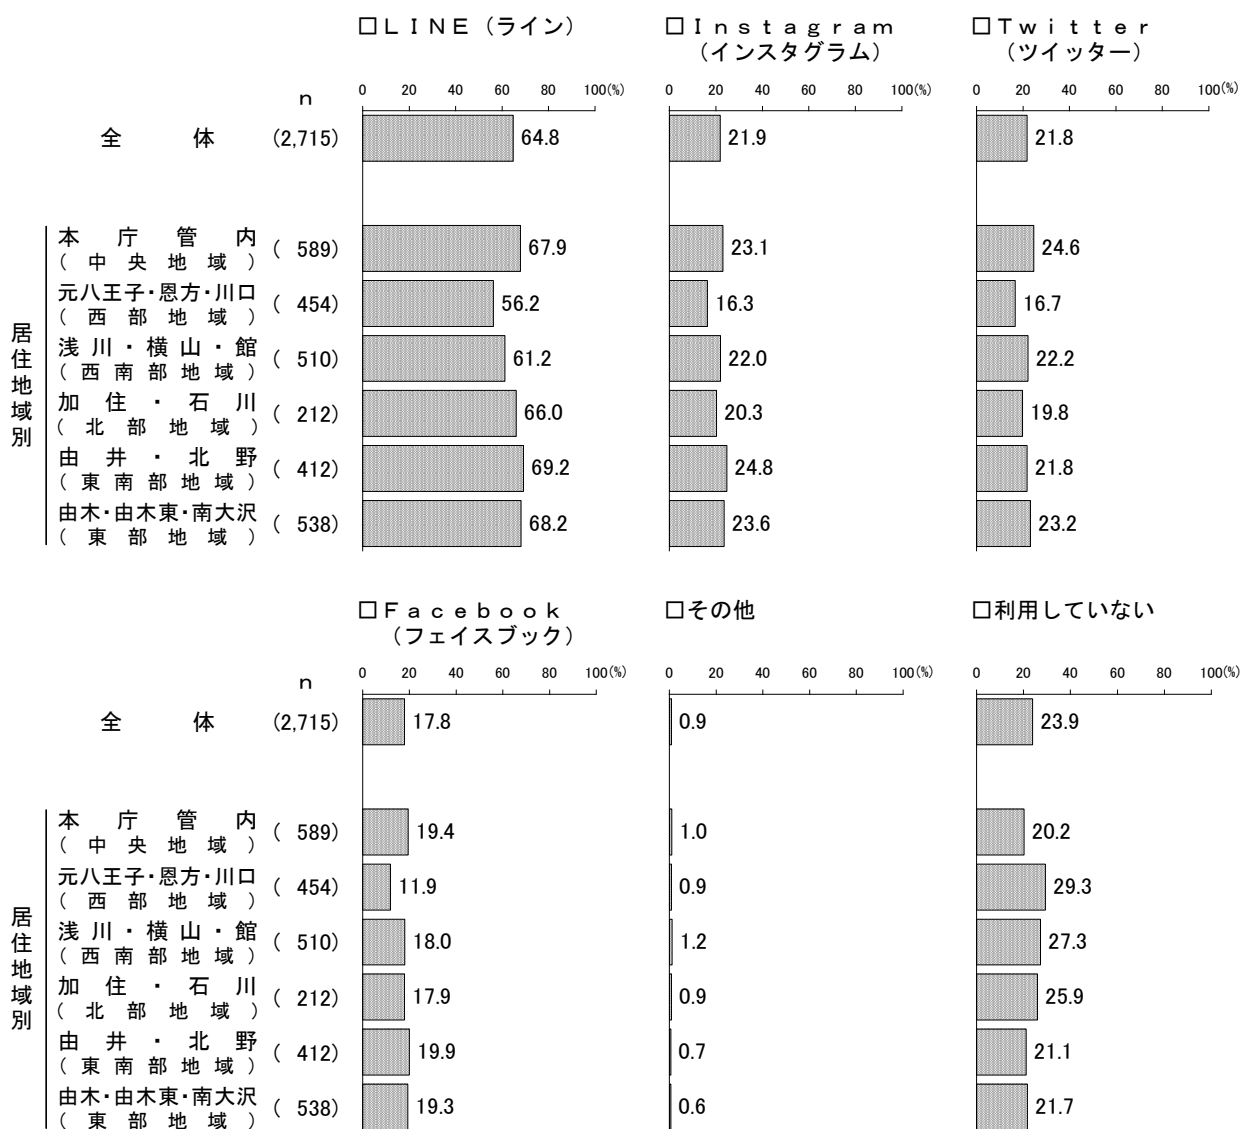 □LINE(ライン) □Instagram □Twitter
(インスタグラム) (ツイッター)
0 20 40 60 80 100(%) 0 20 40 60 80 100(%) 0 20 40 60 80 100(%)
n
全体 (2,715) 64.8 21.9 21.8
居住地域別
本庁管内
(中央地域) (589) 67.9 23.1 24.6
元八王子・恩方・川口
(西部地域) (454) 56.2 16.3 16.7
浅川・横山・館
(西南部地域) (510) 61.2 22.0 22.2
加住・石川
(北部地域) (212) 66.0 20.3 19.8
由井・北野
(東南部地域) (412) 69.2 24.8 21.8
由木・由木東・南大沢
(東部地域) (538) 68.2 23.6 23.2
□Facebook □その他 □利用していない
(フェイスブック)
0 20 40 60 80 100(%) 0 20 40 60 80 100(%) 0 20 40 60 80 100(%)
n
全体 (2,715) 17.8 0.9 23.9
居住地域別
本庁管内
(中央地域) (589) 19.4 1.0 20.2
元八王子・恩方・川口
(西部地域) (454) 11.9 0.9 29.3
浅川・横山・館
(西南部地域) (510) 18.0 1.2 27.3
加住・石川
(北部地域) (212) 17.9 0.9 25.9
由井・北野
(東南部地域) (412) 19.9 0.7 21.1
由木・由木東・南大沢
(東部地域) (538) 19.3 0.6 21.7